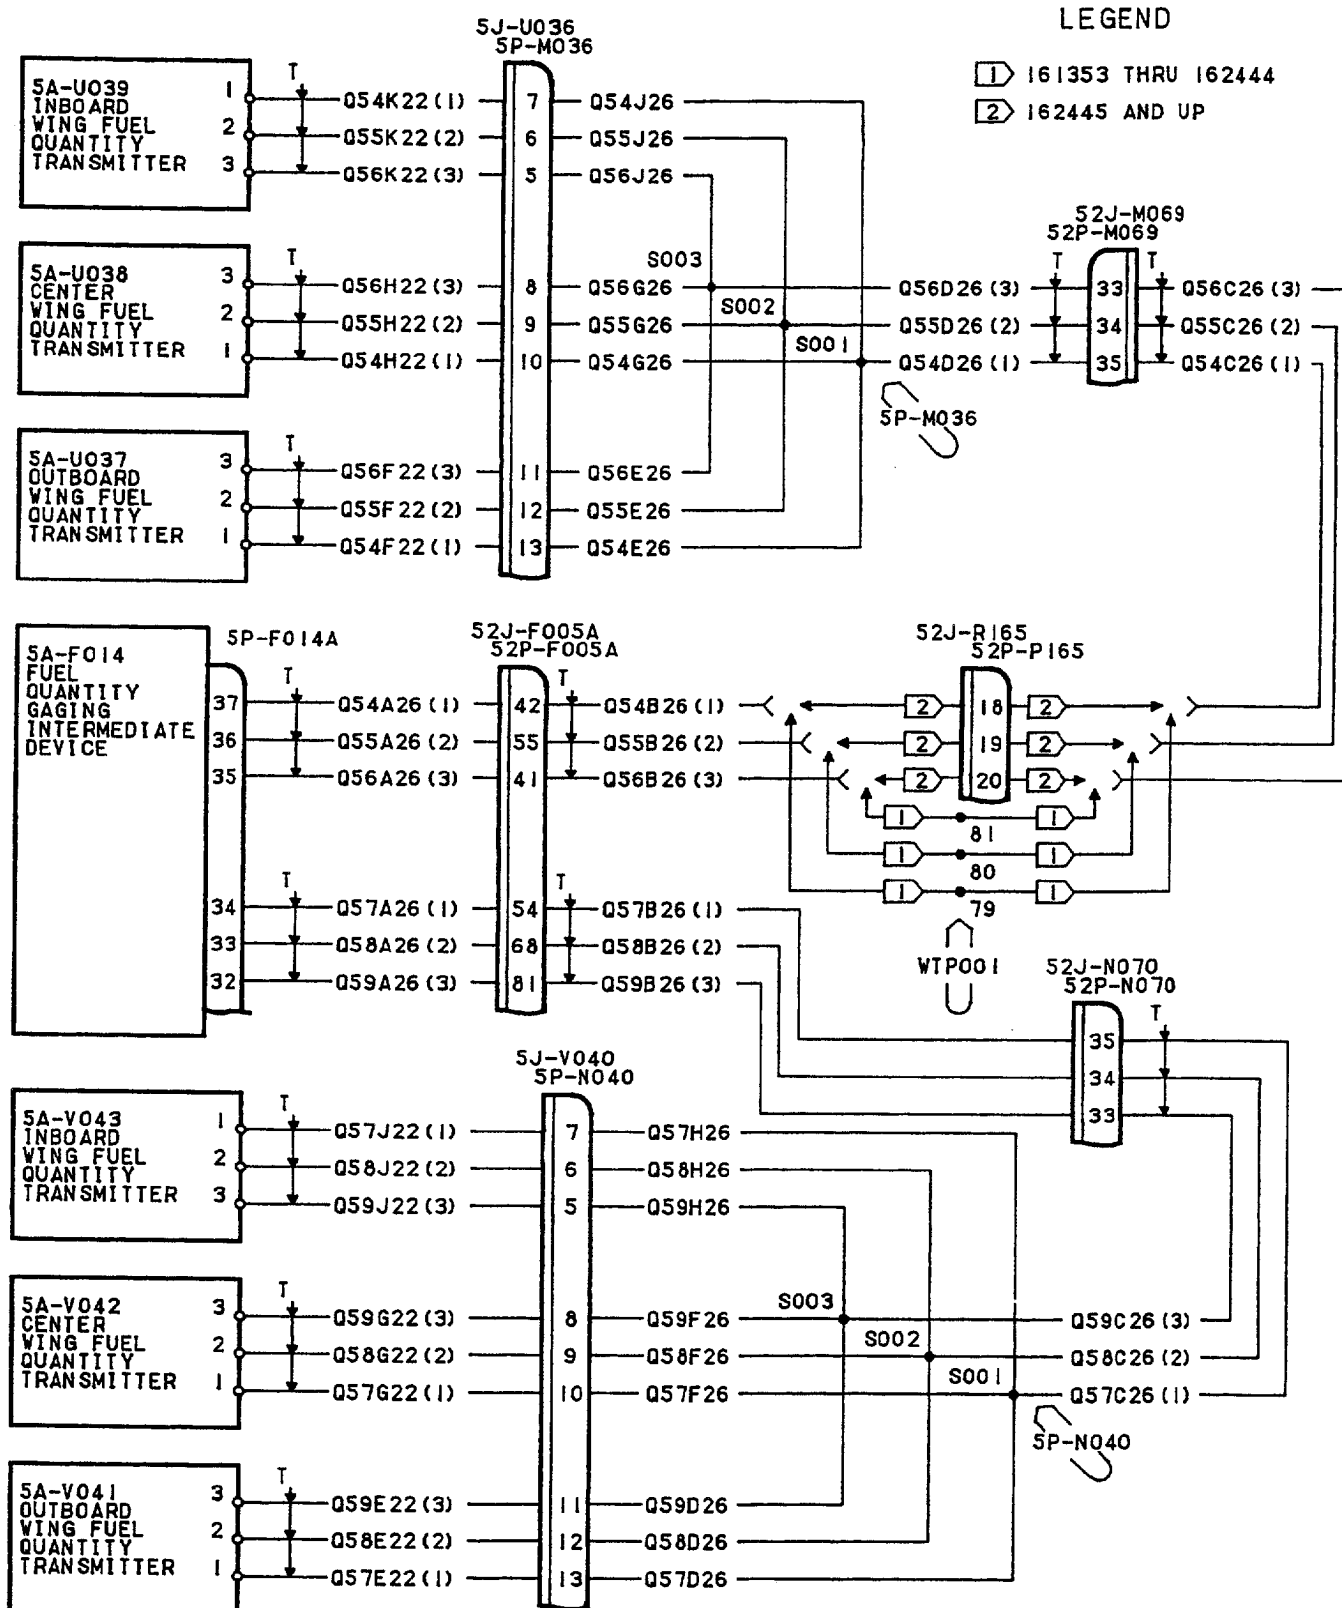 LEGEND
1 161353 THRU 162444
2 162445 AND UP
5J-U036
5P-M036
5A-U039
INBOARD
WING FUEL
QUANTITY
TRANSMITTER
1
2
3
T
Q54K22(1) 7 Q54J26
Q55K22(2) 6 Q55J26
Q56K22(3) 5 Q56J26
5A-U038
CENTER
WING FUEL
QUANTITY
TRANSMITTER
3
2
1
T
Q56H22(3) 8 Q56G26
Q55H22(2) 9 Q55G26
Q54H22(1) 10 Q54G26
S003
S002
S001
52J-M069
52P-M069
T T
Q56D26(3) 33 Q56C26(3)
Q55D26(2) 34 Q55C26(2)
Q54D26(1) 35 Q54C26(1)
5P-M036
5A-U037
OUTBOARD
WING FUEL
QUANTITY
TRANSMITTER
3
2
1
T
Q56F22(3) 11 Q56E26
Q55F22(2) 12 Q55E26
Q54F22(1) 13 Q54E26
5A-F014
FUEL
QUANTITY
GAGING
INTERMEDIATE
DEVICE
5P-F014A
52J-F005A
52P-F005A
T T
37 Q54A26(1) 42 Q54B26(1)
36 Q55A26(2) 55 Q55B26(2)
35 Q56A26(3) 41 Q56B26(3)
52J-R165
52P-P165
2 18 2
2 19 2
2 20 2
1 1
81
1 1
80
1 1
79
WTP001
T T
34 Q57A26(1) 54 Q57B26(1)
33 Q58A26(2) 68 Q58B26(2)
32 Q59A26(3) 81 Q59B26(3)
52J-N070
52P-N070
T
35
34
33
5J-V040
5P-N040
5A-V043
INBOARD
WING FUEL
QUANTITY
TRANSMITTER
1
2
3
T
Q57J22(1) 7 Q57H26
Q58J22(2) 6 Q58H26
Q59J22(3) 5 Q59H26
5A-V042
CENTER
WING FUEL
QUANTITY
TRANSMITTER
3
2
1
T
Q59G22(3) 8 Q59F26
Q58G22(2) 9 Q58F26
Q57G22(1) 10 Q57F26
S003
S002
S001
Q59C26(3)
Q58C26(2)
Q57C26(1)
5P-N040
5A-V041
OUTBOARD
WING FUEL
QUANTITY
TRANSMITTER
3
2
1
T
Q59E22(3) 11 Q59D26
Q58E22(2) 12 Q58D26
Q57E22(1) 13 Q57D26